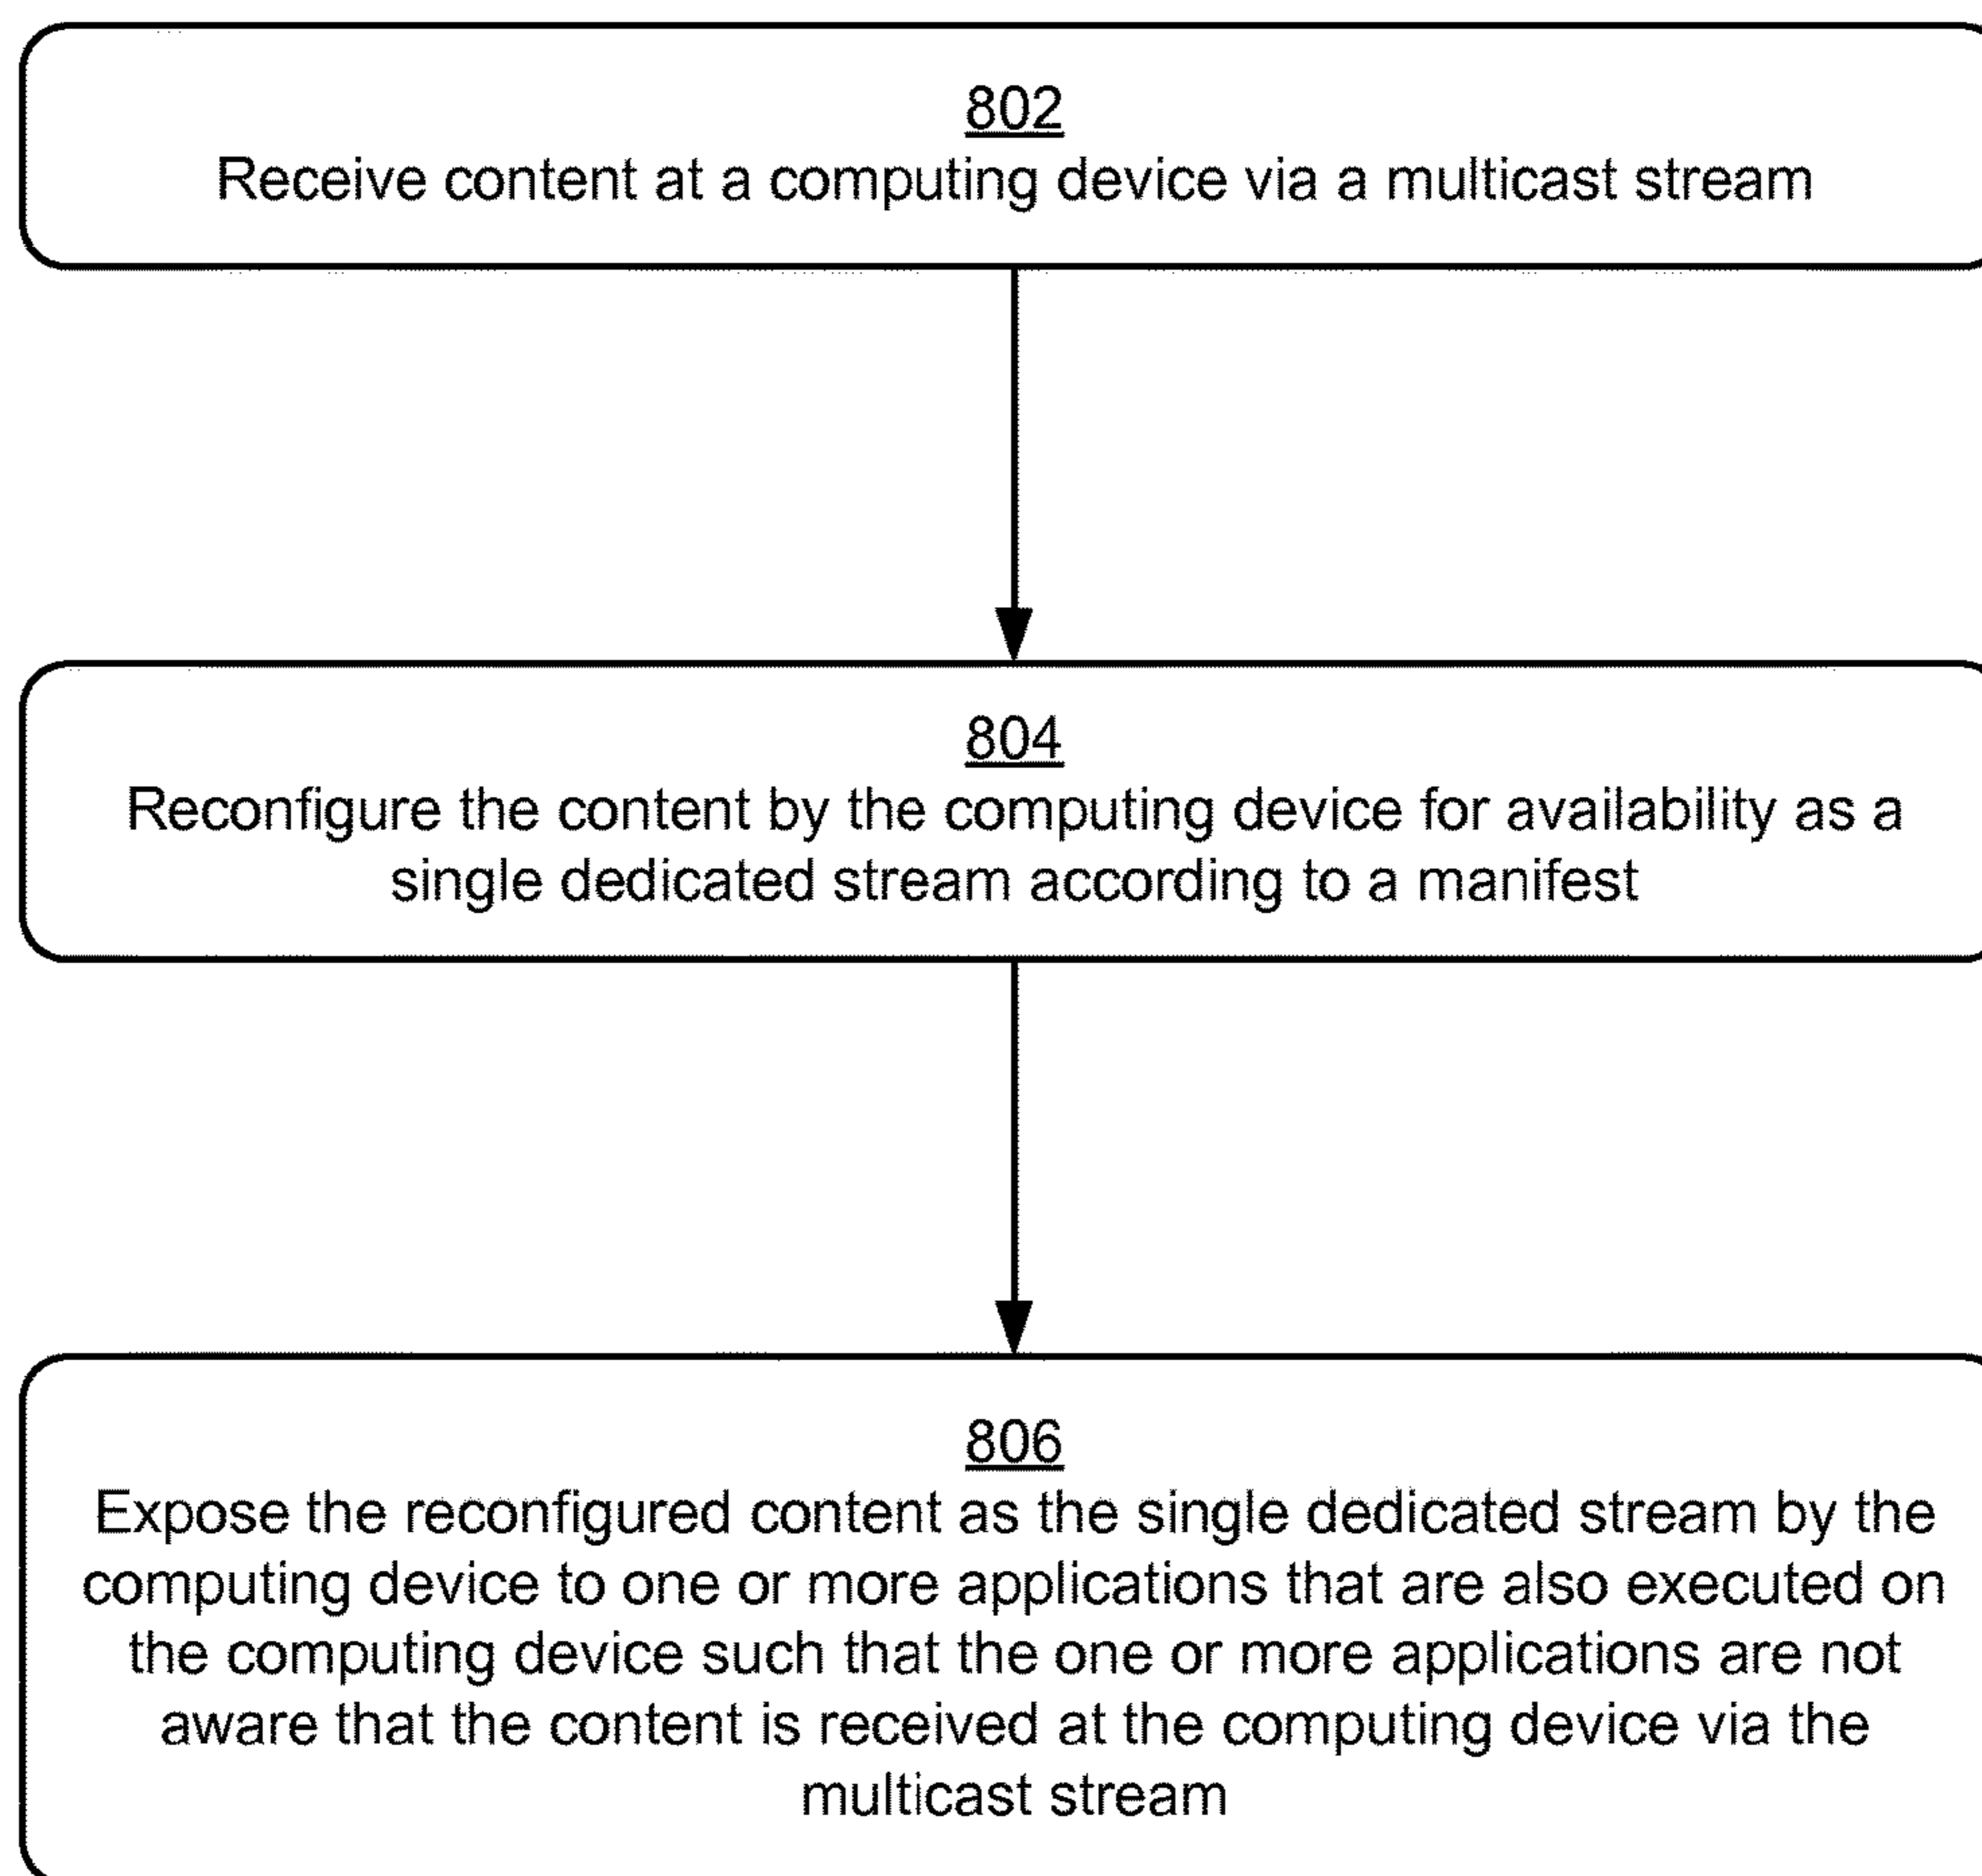 802
Receive content at a computing device via a multicast stream
804
Reconfigure the content by the computing device for availability as a
single dedicated stream according to a manifest
806
Expose the reconfigured content as the single dedicated stream by the
computing device to one or more applications that are also executed on
the computing device such that the one or more applications are not
aware that the content is received at the computing device via the
multicast stream